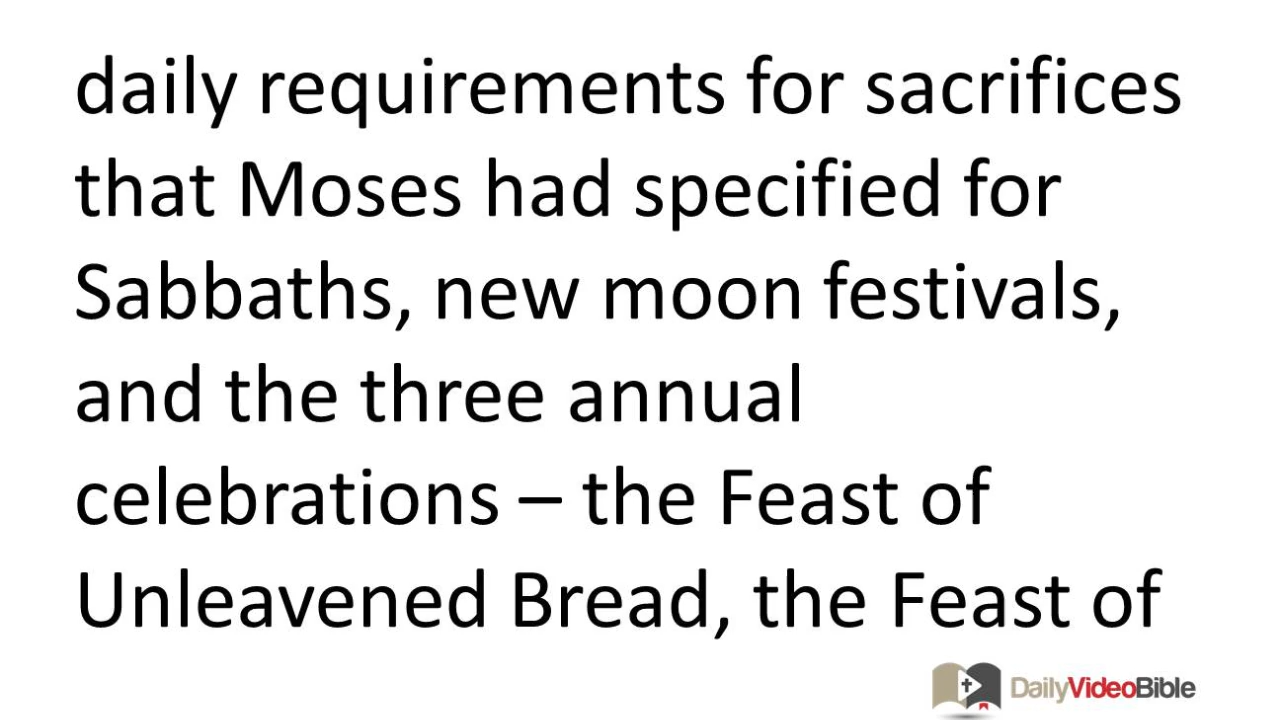 daily requirements for sacrifices
that Moses had specified for
Sabbaths, new moon festivals,
and the three annual
celebrations – the Feast of
Unleavened Bread, the Feast of
DailyVideoBible